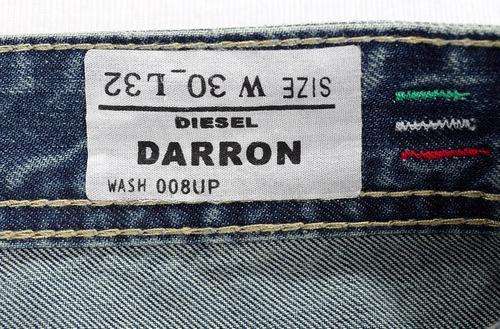 SIZE W 30_L32
DIESEL
DARRON
WASH 008UP